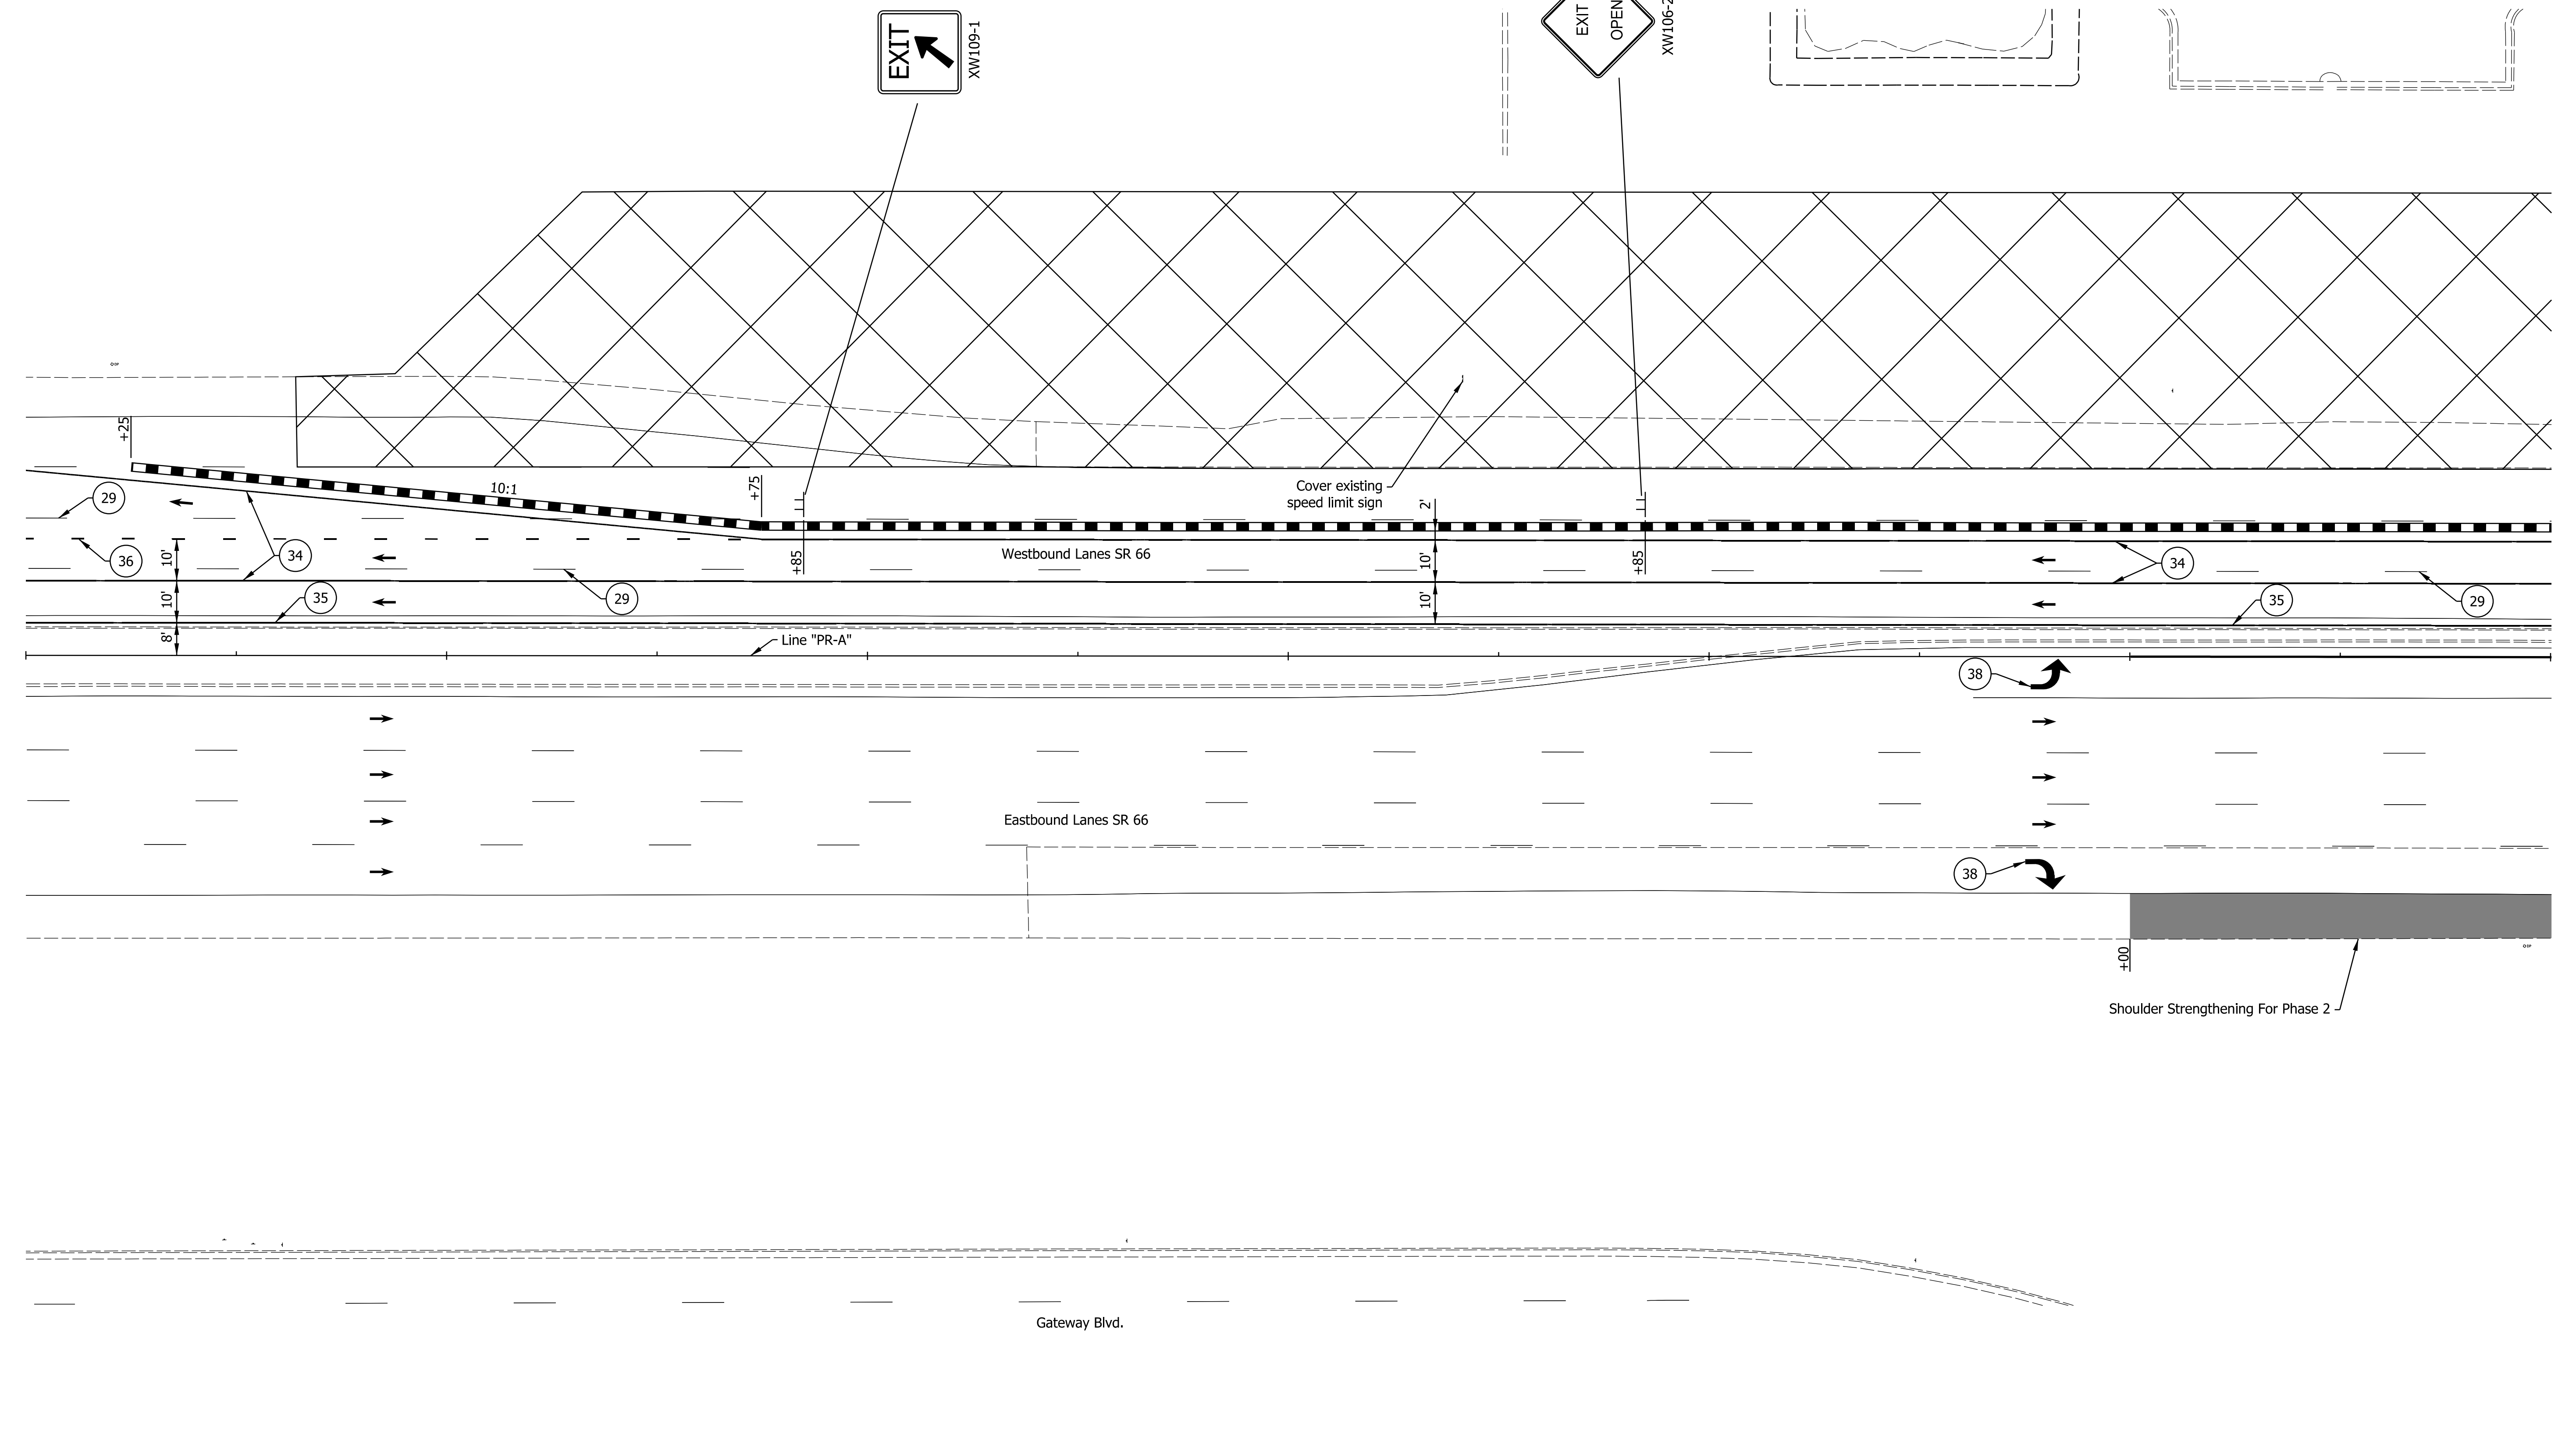 EXIT
XW109-1
EXIT
OPEN
+25
10:1
+75
29
36
34
10'
10'
35
8'
29
+85
Westbound Lanes SR 66
Cover existing
speed limit sign
2'
10'
10'
+85
34
35
29
Line "PR-A"
38
Eastbound Lanes SR 66
38
+00
Shoulder Strengthening For Phase 2
Gateway Blvd.